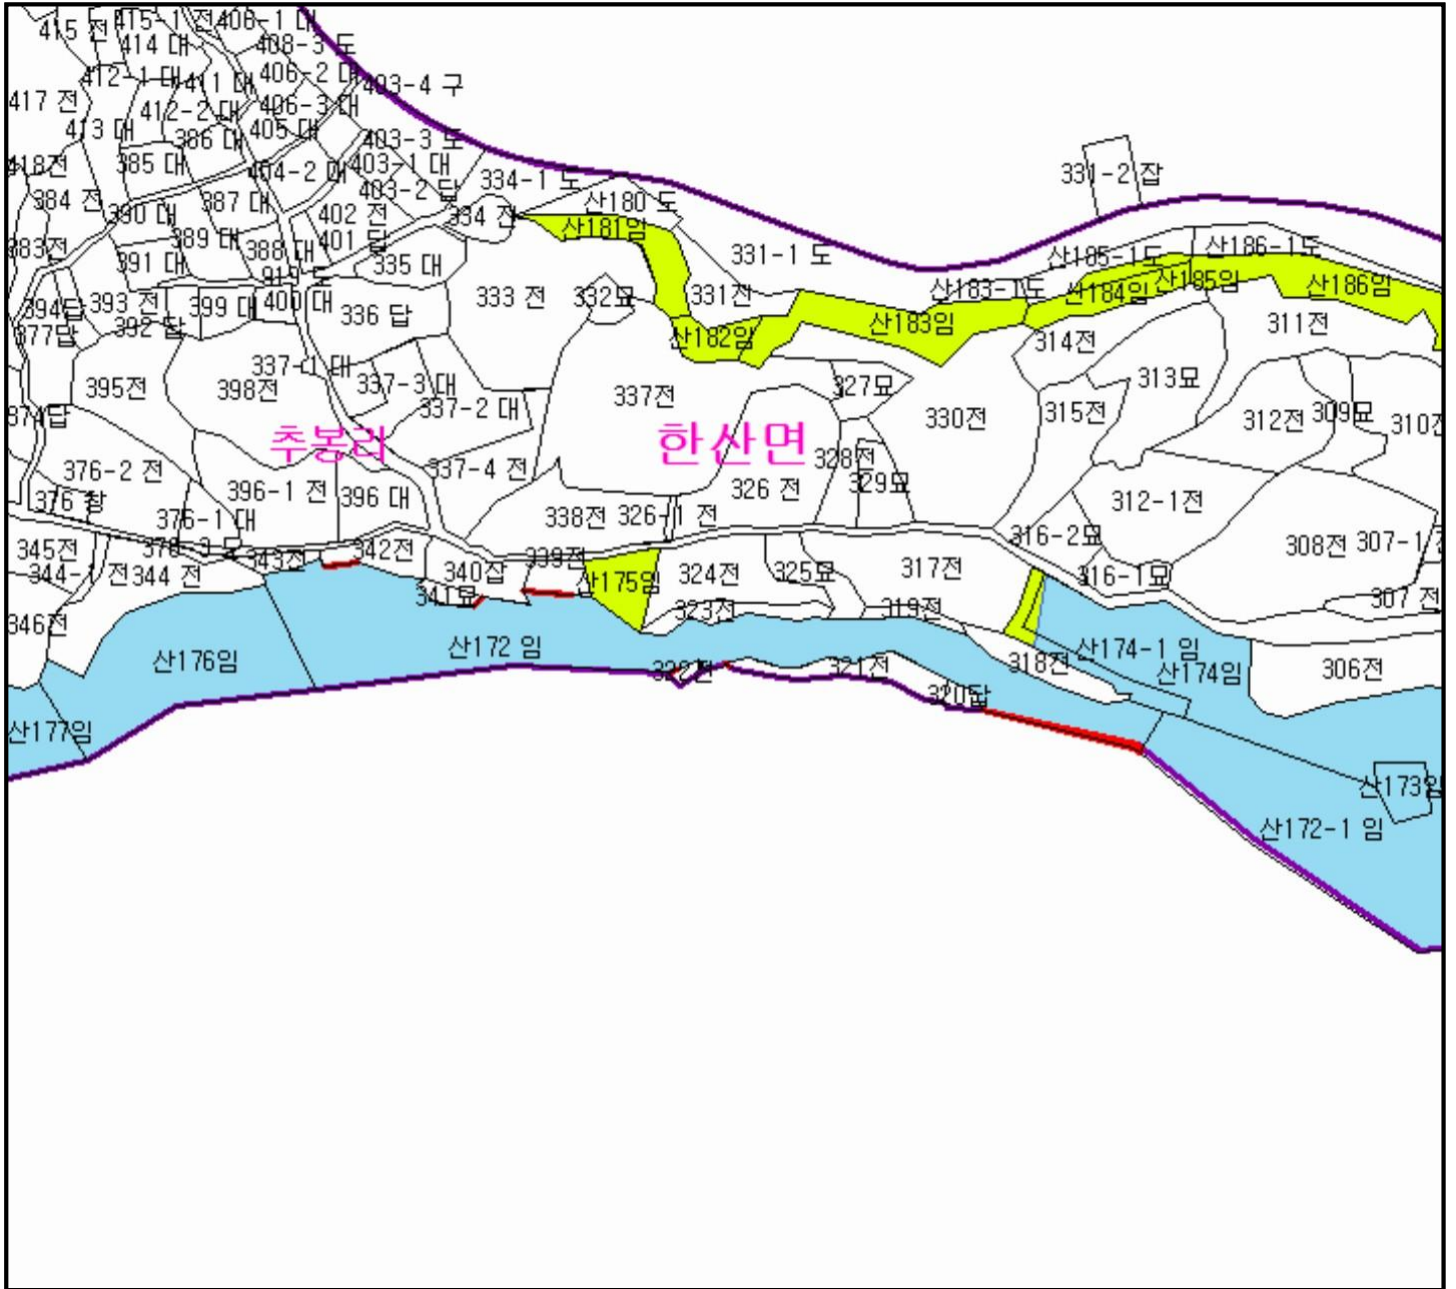 415 전
415-1 전
406-1 대
414 대
408-3 도
412-1 대
411 대
406-2 대
403-4 구
417 전
412-2 대
406-3 대
413 대
386 대
405 대
403-3 도
418전
385 대
404-2 대
403-1 대
331-2 잡
384 전
387 대
403-2 답
334-1 도
390 대
402 전
334 전
산180 도
383전
389 대
388 대
401 답
산181임
391 대
919 도
335 대
331-1 도
산185-1도
산186-1도
394답
393 전
399 대
400 대
333 전
332묘
331전
산183-1도
산184임
산185임
산186임
377답
392 답
336 답
산182임
산183임
314전
311전
395전
398전
337-1 대
337-3 대
337전
327묘
313묘
374답
337-2 대
330전
315전
312전
309묘
310전
추봉리
한산면
376-2 전
337-4 전
328전
376 창
396-1 전
396 대
326 전
329묘
312-1전
376-1 대
338전
326-1 전
316-2묘
345전
343전
342전
339전
308전
307-1
344 전
340잡
산175임
324전
325묘
317전
316-1묘
346전
341묘
323전
319전
307 전
산176임
산172 임
321전
318전
산174-1 임
산174임
306전
산177임
320답
산173임
산172-1 임